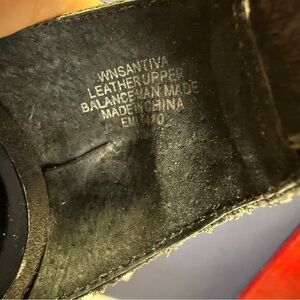 WNSANTIVA
LEATHER UPPER
BALANCE MAN MADE
MADE IN CHINA